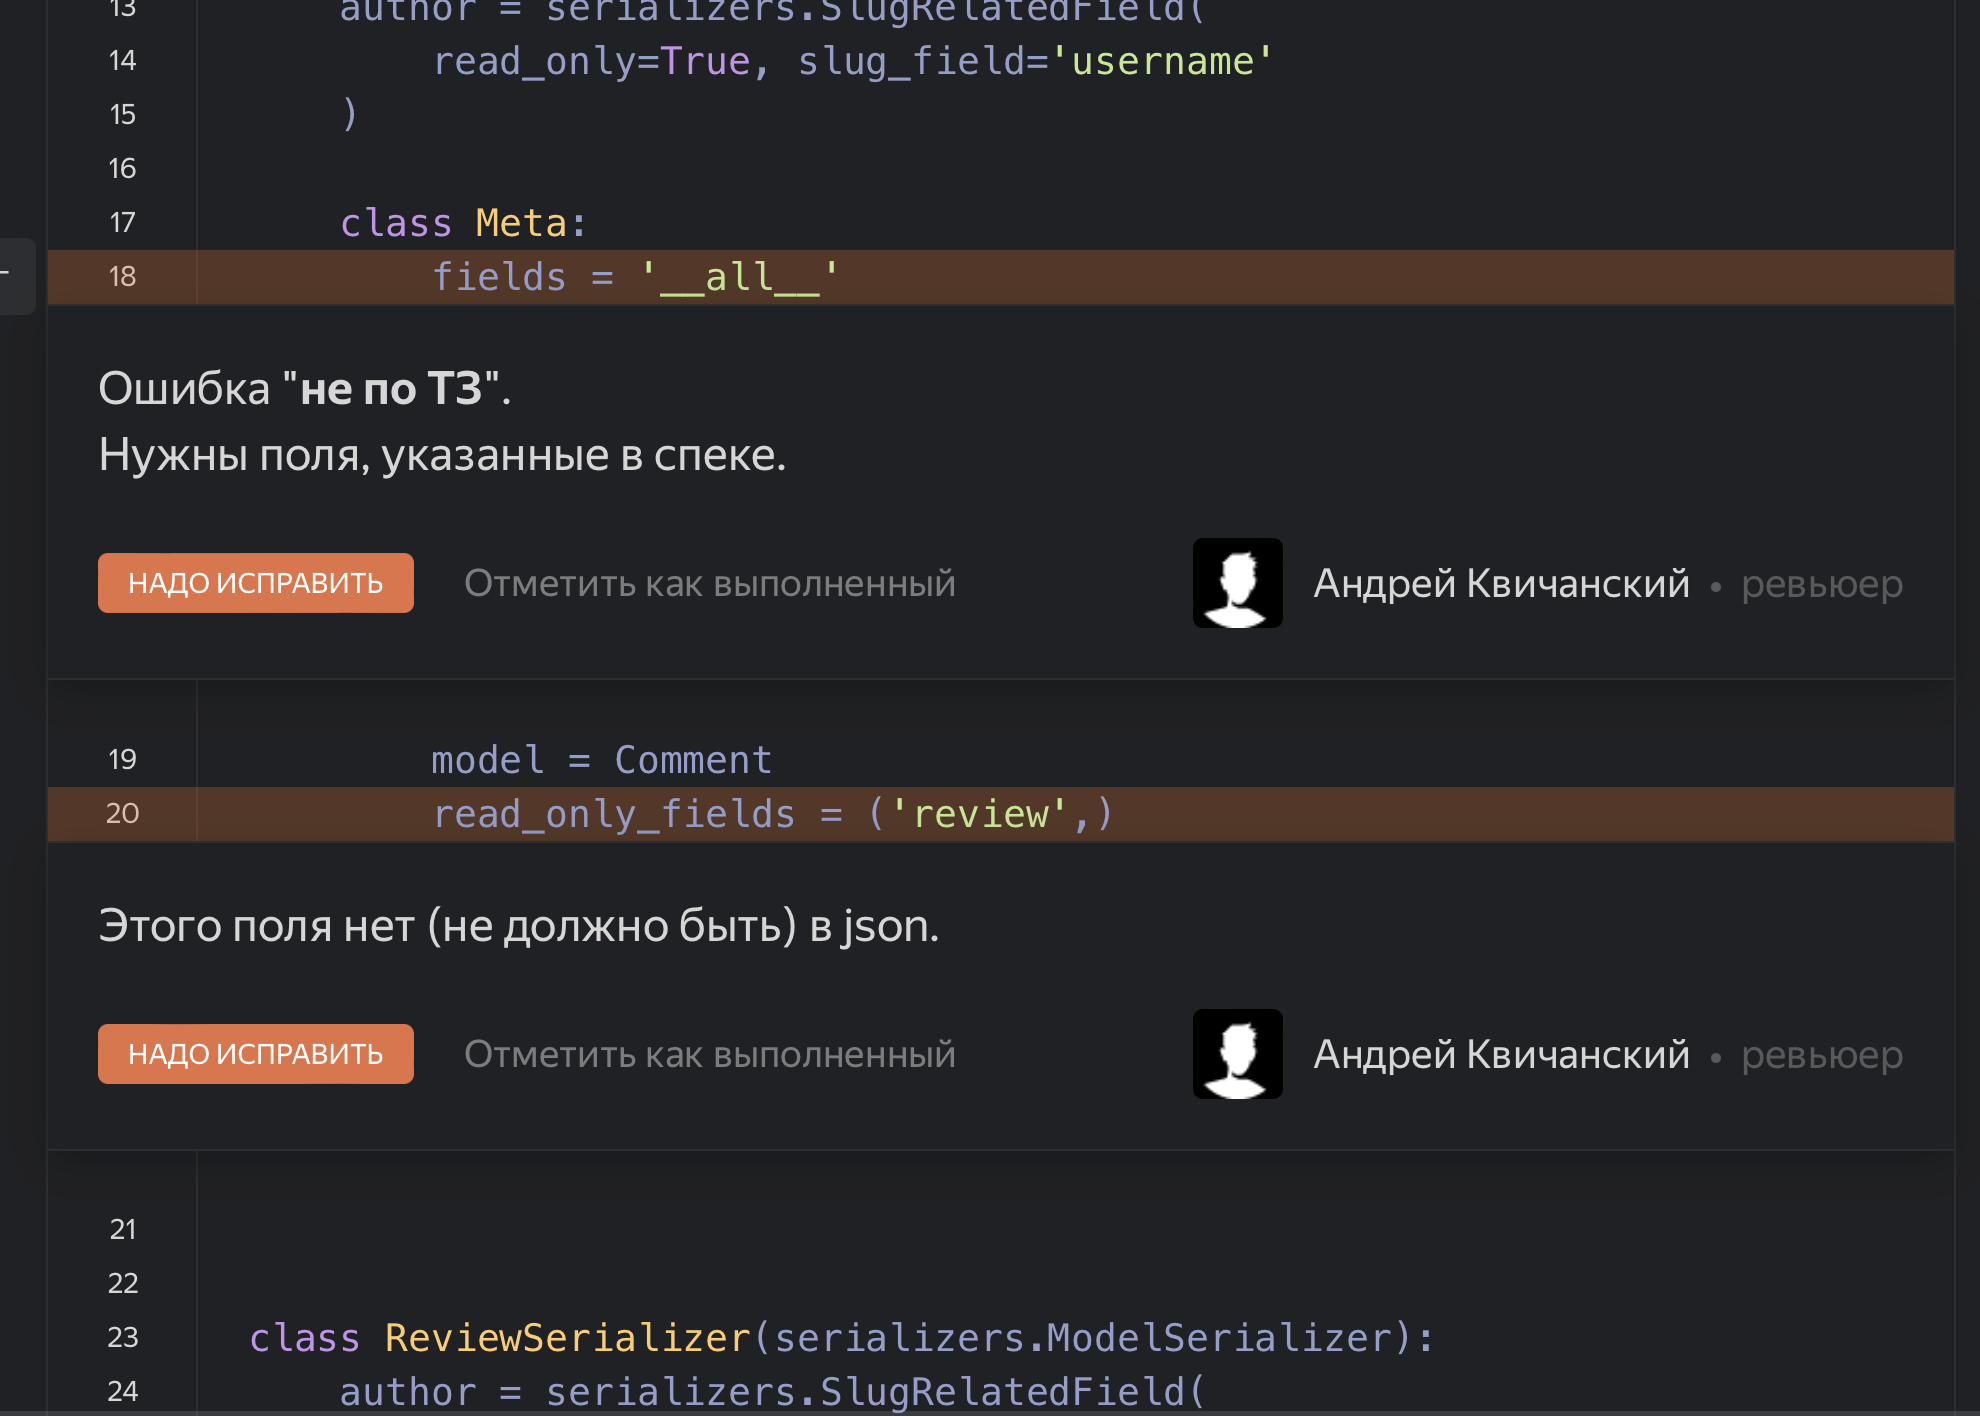 13 author = serializers.SlugRelatedField(
14 read_only=True, slug_field='username'
15 )
16
17 class Meta:
18 fields = '__all__'
Ошибка "не по ТЗ".
Нужны поля, указанные в спеке.
НАДО ИСПРАВИТЬ Отметить как выполненный Андрей Квичанский • ревьюер
19 model = Comment
20 read_only_fields = ('review',)
Этого поля нет (не должно быть) в json.
НАДО ИСПРАВИТЬ Отметить как выполненный Андрей Квичанский • ревьюер
21
22
23 class ReviewSerializer(serializers.ModelSerializer):
24 author = serializers.SlugRelatedField(